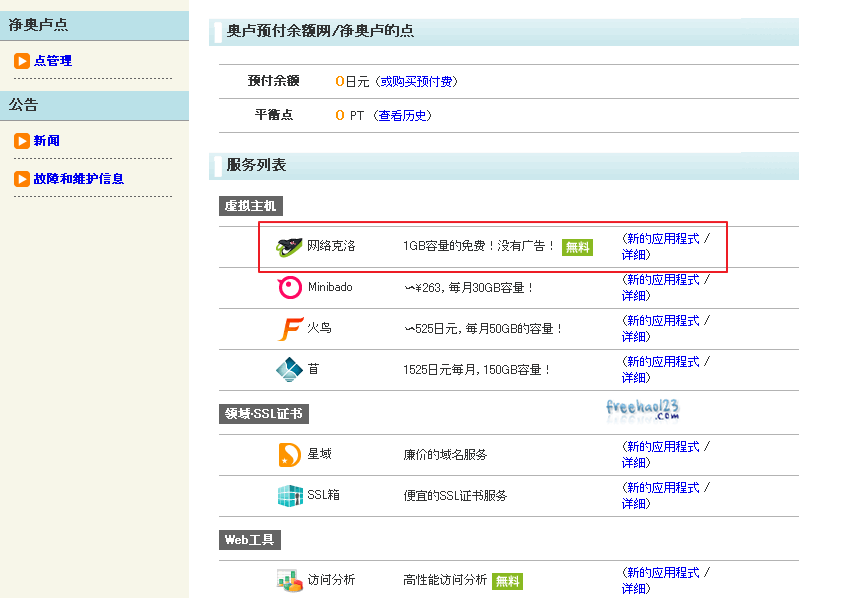 净奥卢点
点管理
公告
新闻
故障和维护信息
奥卢预付余额网/净奥卢的点
预付余额 0日元（或购买预付费）
平衡点 0 PT （查看历史）
服务列表
虚拟主机
网络克洛 1GB容量的免费！没有广告！ 無料 （新的应用程式 /
详细）
Minibado 〜¥263, 每月30GB容量！ （新的应用程式 /
详细）
火鸟 〜525日元, 每月50GB的容量！ （新的应用程式 /
详细）
苜 1525日元每月, 150GB容量！ （新的应用程式 /
详细）
freehao123
.com
领域·SSL证书
星域 廉价的域名服务 （新的应用程式 /
详细）
SSL箱 便宜的SSL证书服务 （新的应用程式 /
详细）
Web工具
访问分析 高性能访问分析 無料 （新的应用程式 /
详细）